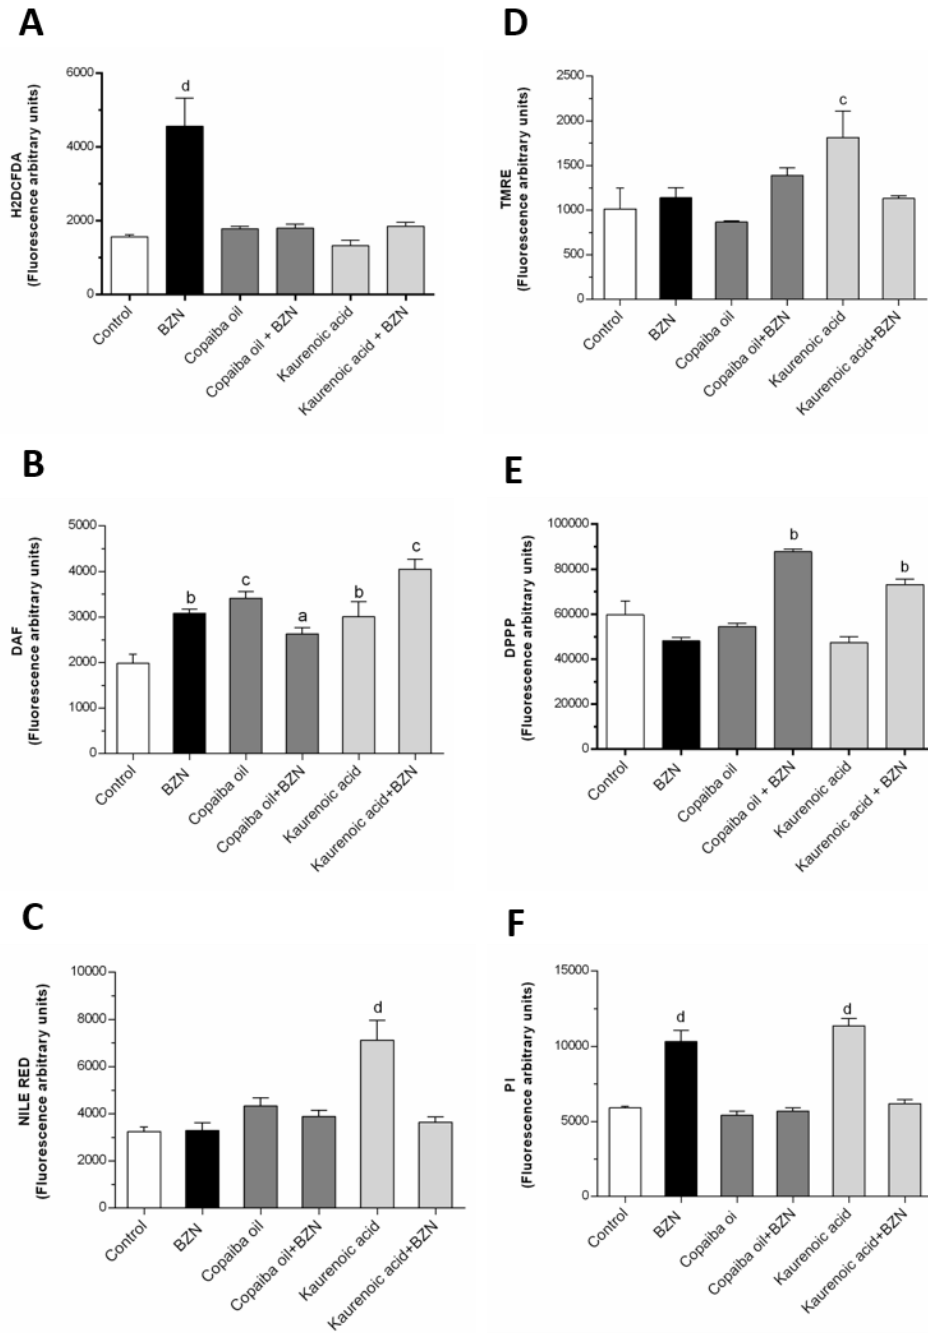 A
H2DCFDA
(Fluorescence arbitrary units)
6000
4000
2000
0
d
Control
BZN
Copaiba oil
Copaiba oil + BZN
Kaurenoic acid
Kaurenoic acid + BZN
D
TMRE
(Fluorescence arbitrary units)
2500
2000
1500
1000
500
0
c
Control
BZN
Copaiba oil
Copaiba oil+BZN
Kaurenoic acid
Kaurenoic acid+BZN
B
DAF
(Fluorescence arbitrary units)
5000
4000
3000
2000
1000
0
b
c
a
b
c
Control
BZN
Copaiba oil
Copaiba oil+BZN
Kaurenoic acid
Kaurenoic acid+BZN
E
DPPP
(Fluorescence arbitrary units)
100000
80000
60000
40000
20000
0
b
b
Control
BZN
Copaiba oil
Copaiba oil + BZN
Kaurenoic acid
Kaurenoic acid + BZN
C
NILE RED
(Fluorescence arbitrary units)
10000
8000
6000
4000
2000
0
d
Control
BZN
Copaiba oil
Copaiba oil+BZN
Kaurenoic acid
Kaurenoic acid+BZN
F
PI
(Fluorescence arbitrary units)
15000
10000
5000
0
d
d
Control
BZN
Copaiba oi
Copaiba oil+BZN
Kaurenoic acid
Kaurenoic acid+BZN